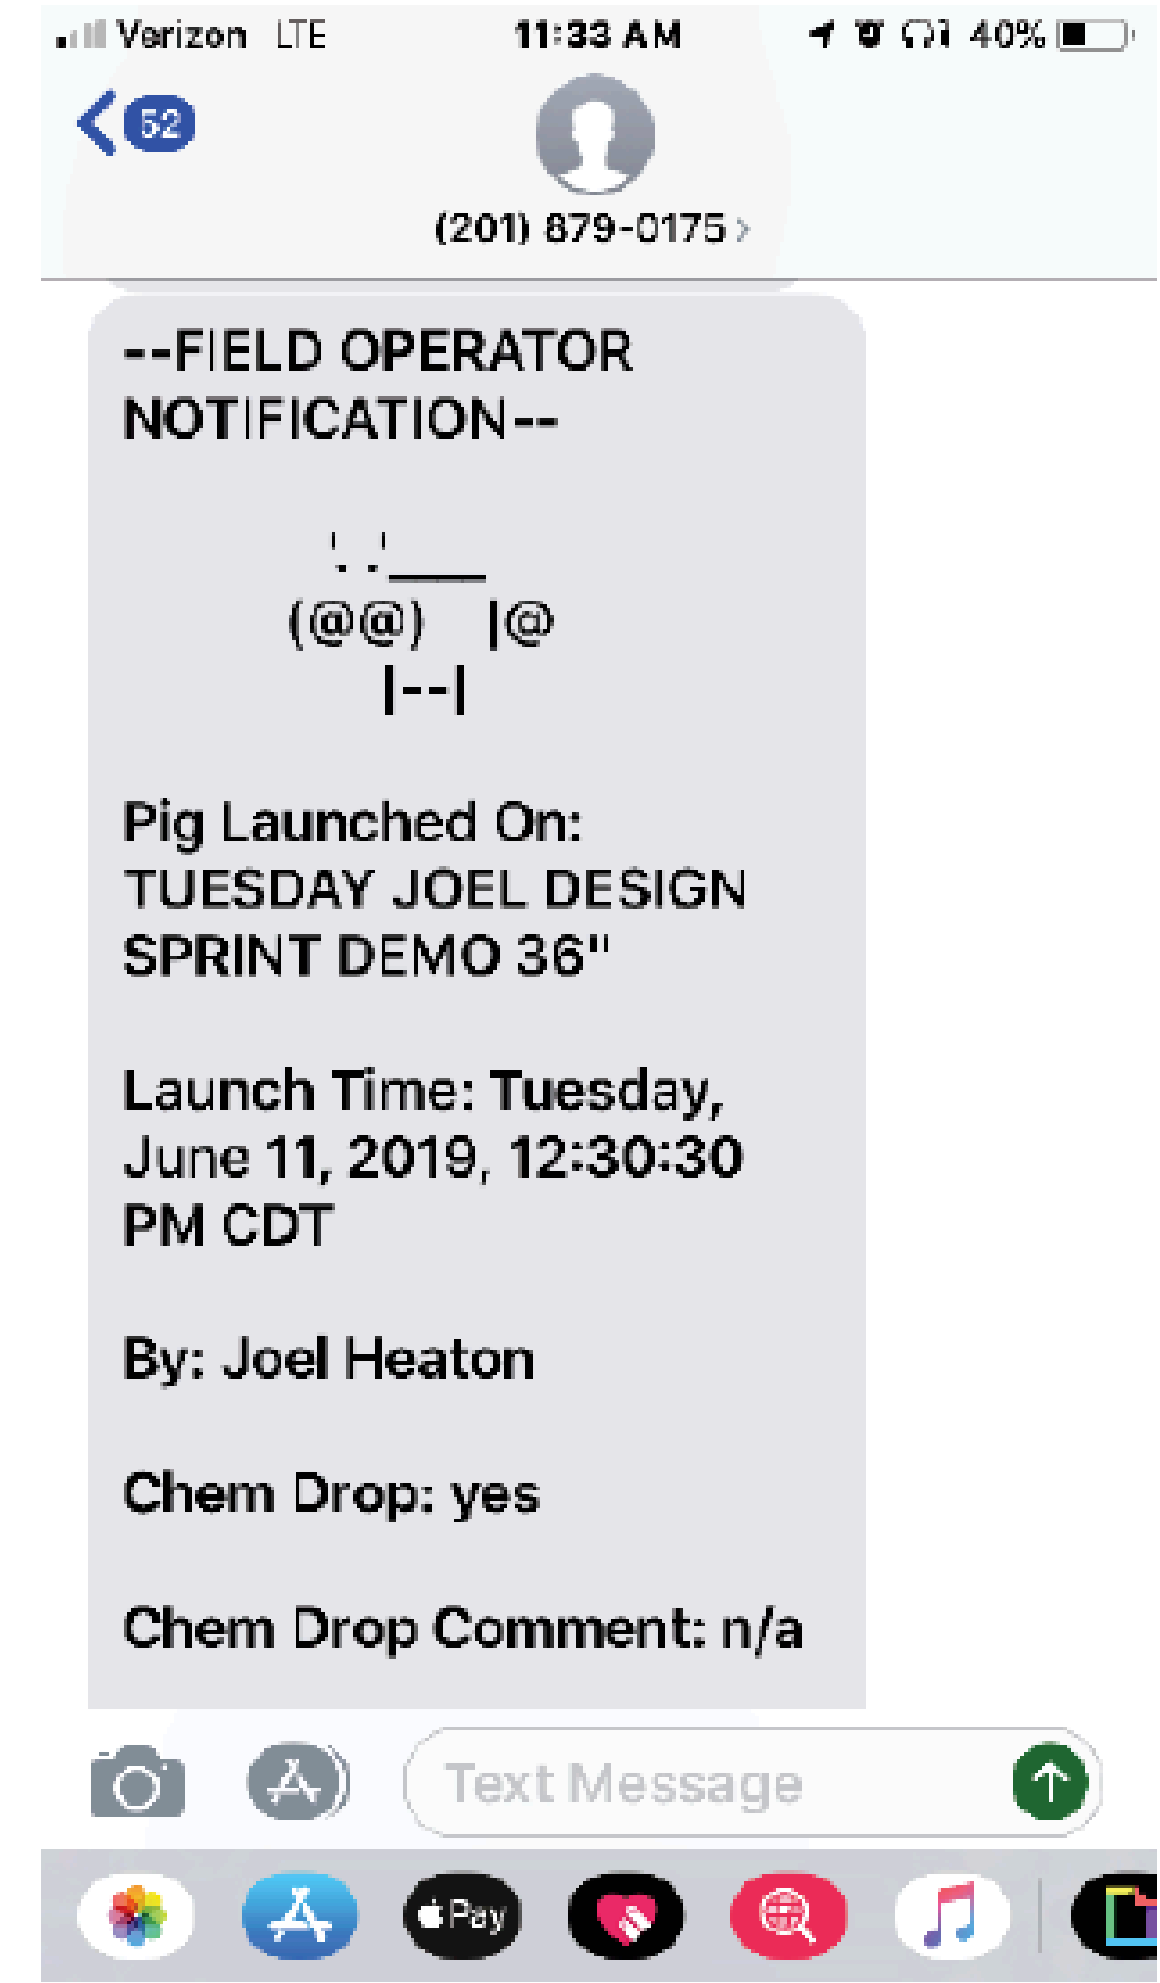 Verizon LTE 11:33 AM 40%
52
(201) 879-0175 >
--FIELD OPERATOR
NOTIFICATION--
'. .'____
(@@) |@
|--|
Pig Launched On:
TUESDAY JOEL DESIGN
SPRINT DEMO 36"
Launch Time: Tuesday,
June 11, 2019, 12:30:30
PM CDT
By: Joel Heaton
Chem Drop: yes
Chem Drop Comment: n/a
Text Message
Pay